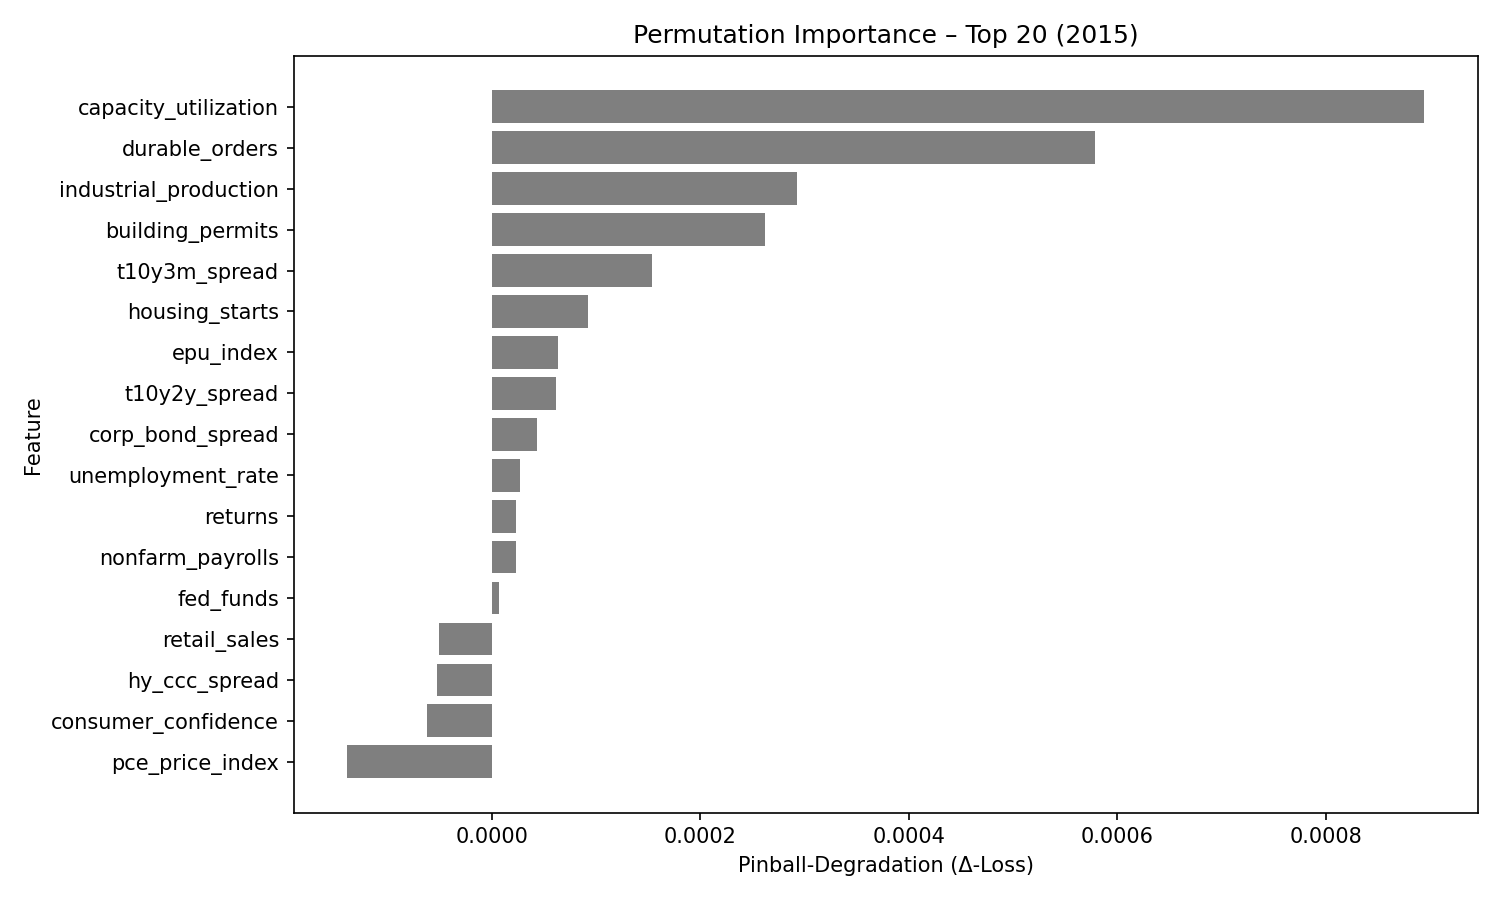 Permutation Importance – Top 20 (2015)
capacity_utilization
durable_orders
industrial_production
building_permits
t10y3m_spread
housing_starts
epu_index
t10y2y_spread
corp_bond_spread
unemployment_rate
returns
nonfarm_payrolls
fed_funds
retail_sales
hy_ccc_spread
consumer_confidence
pce_price_index
Feature
0.0000 0.0002 0.0004 0.0006 0.0008
Pinball-Degradation (Δ-Loss)